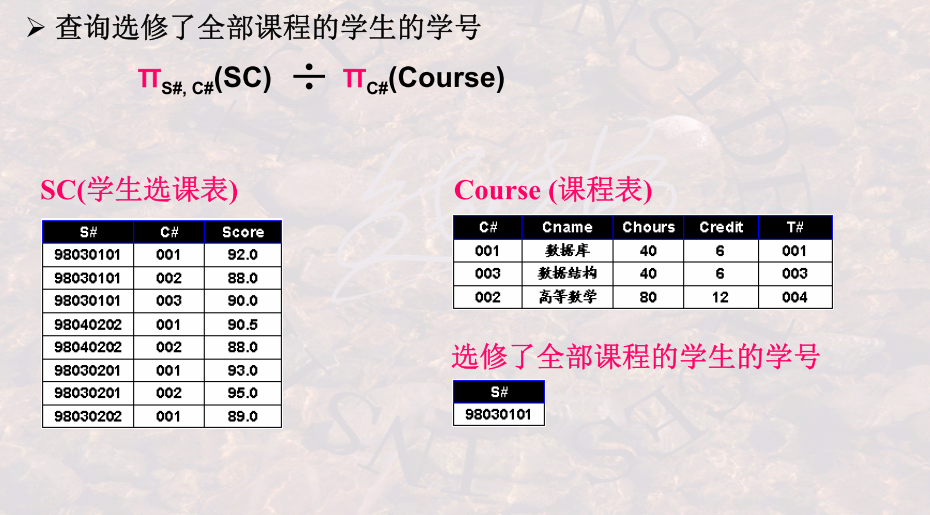 ➢ 查询选修了全部课程的学生的学号
π S#, C#(SC) ÷ π C#(Course)
SC(学生选课表)
S# C# Score
98030101 001 92.0
98030101 002 88.0
98030101 003 90.0
98040202 001 90.5
98040202 002 88.0
98030201 001 93.0
98030201 002 95.0
98030202 001 89.0
Course (课程表)
C# Cname Chours Credit T#
001 数据库 40 6 001
003 数据结构 40 6 003
002 高等数学 80 12 004
选修了全部课程的学生的学号
S#
98030101